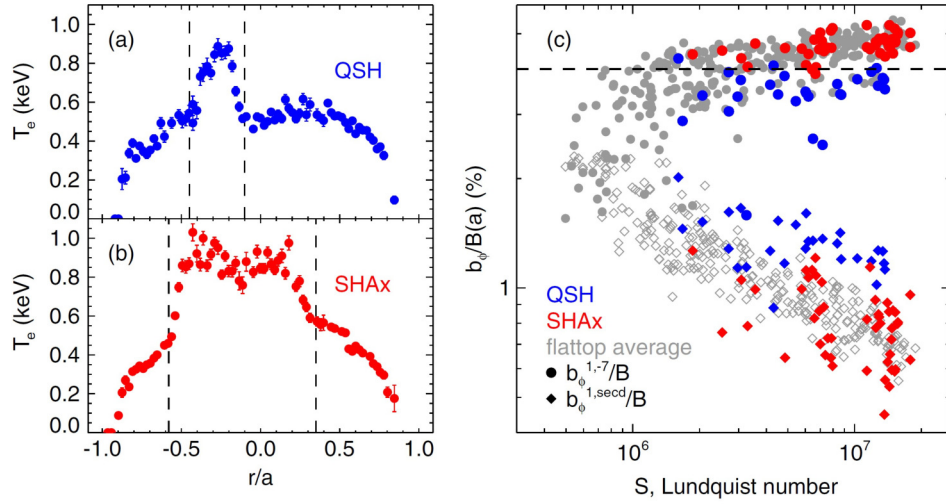 (a)
QSH
T_e (keV)
1.0
0.8
0.6
0.4
0.2
0.0
(b)
SHAx
T_e (keV)
1.0
0.8
0.6
0.4
0.2
0.0
-1.0 -0.5 0.0 0.5 1.0
r/a
(c)
b_ϕ/B(a) (%)
1
QSH
SHAx
flattop average
b_ϕ^{1,-7}/B
b_ϕ^{1,secd}/B
10^6 10^7
S, Lundquist number